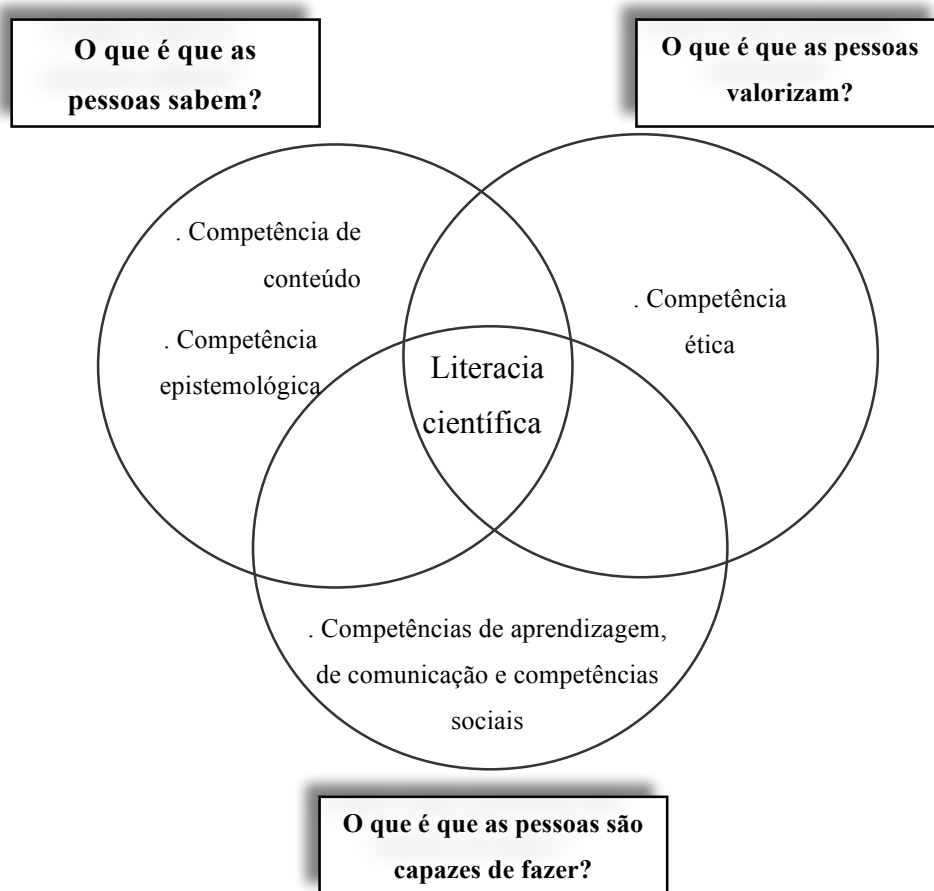 O que é que as
pessoas sabem?
O que é que as pessoas
valorizam?
. Competência de
conteúdo
. Competência
epistemológica
. Competência
ética
Literacia
científica
. Competências de aprendizagem,
de comunicação e competências
sociais
O que é que as pessoas são
capazes de fazer?